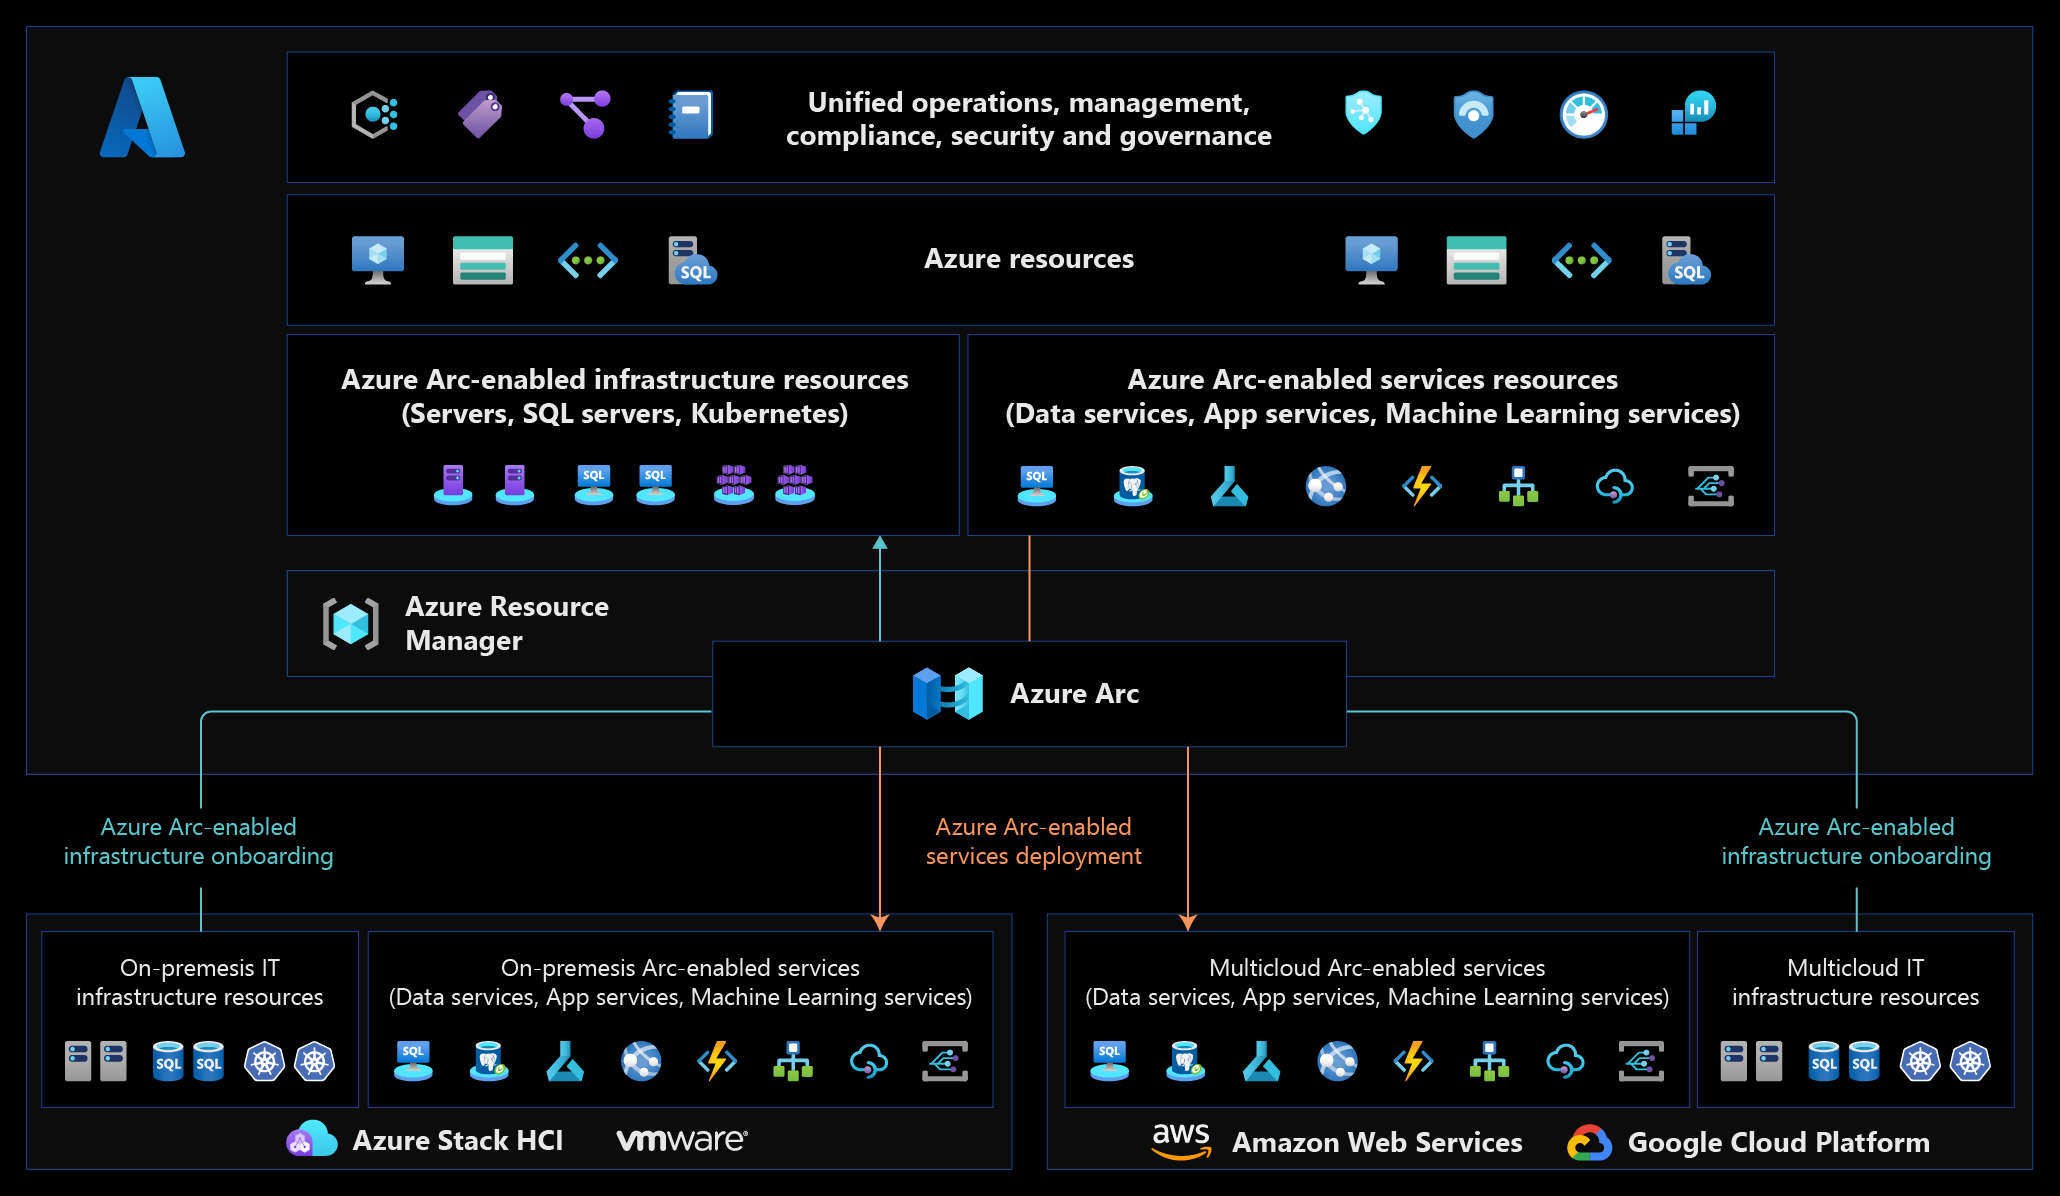 Unified operations, management,
compliance, security and governance
Azure resources
SQL
SQL
Azure Arc-enabled infrastructure resources
(Servers, SQL servers, Kubernetes)
SQL
SQL
Azure Arc-enabled services resources
(Data services, App services, Machine Learning services)
SQL
Azure Resource
Manager
Azure Arc
Azure Arc-enabled
infrastructure onboarding
Azure Arc-enabled
services deployment
Azure Arc-enabled
infrastructure onboarding
On-premesis IT
infrastructure resources
SQL
SQL
On-premesis Arc-enabled services
(Data services, App services, Machine Learning services)
SQL
Multicloud Arc-enabled services
(Data services, App services, Machine Learning services)
SQL
Multicloud IT
infrastructure resources
SQL
SQL
Azure Stack HCI
vmware®
aws
Amazon Web Services
Google Cloud Platform